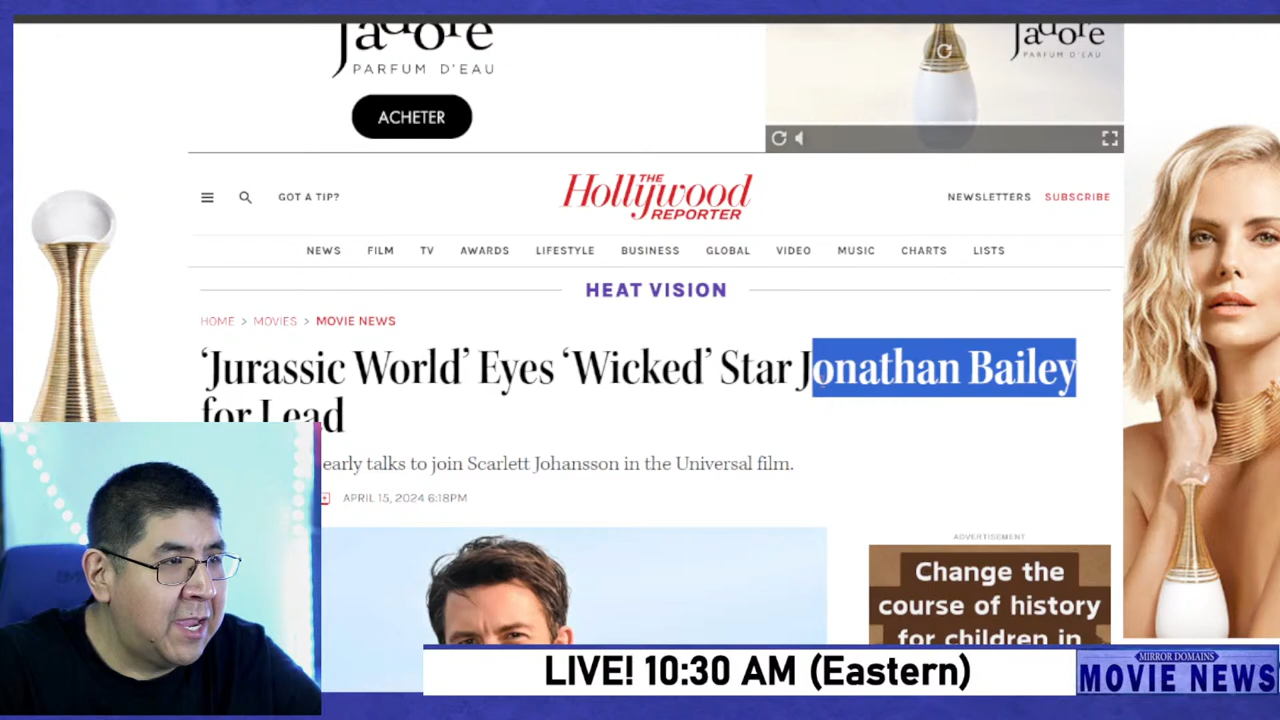 J'adore
PARFUM D'EAU
ACHETER
J'adore
PARFUM D'EAU
GOT A TIP?
THE
Hollywood
REPORTER
NEWSLETTERS SUBSCRIBE
NEWS FILM TV AWARDS LIFESTYLE BUSINESS GLOBAL VIDEO MUSIC CHARTS LISTS
HEAT VISION
HOME > MOVIES > MOVIE NEWS
‘Jurassic World’ Eyes ‘Wicked’ Star Jonathan Bailey
for Lead
early talks to join Scarlett Johansson in the Universal film.
APRIL 15, 2024 6:18PM
ADVERTISEMENT
Change the
course of history
for children in
LIVE! 10:30 AM (Eastern)
MIRROR DOMAINS
MOVIE NEWS